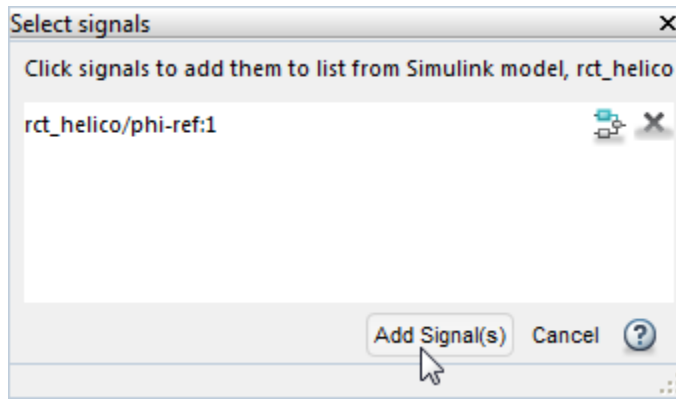 Select signals
Click signals to add them to list from Simulink model, rct_helico
rct_helico/phi-ref:1
Add Signal(s) Cancel ?